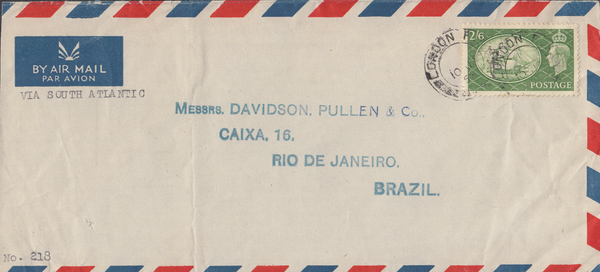 BY AIR MAIL
PAR AVION
VIA SOUTH ATLANTIC
LONDON
LONDON
2/6
POSTAGE
MESSRS. DAVIDSON, PULLEN & Co.,
CAIXA, 16.
RIO DE JANEIRO,
BRAZIL.
No. 218